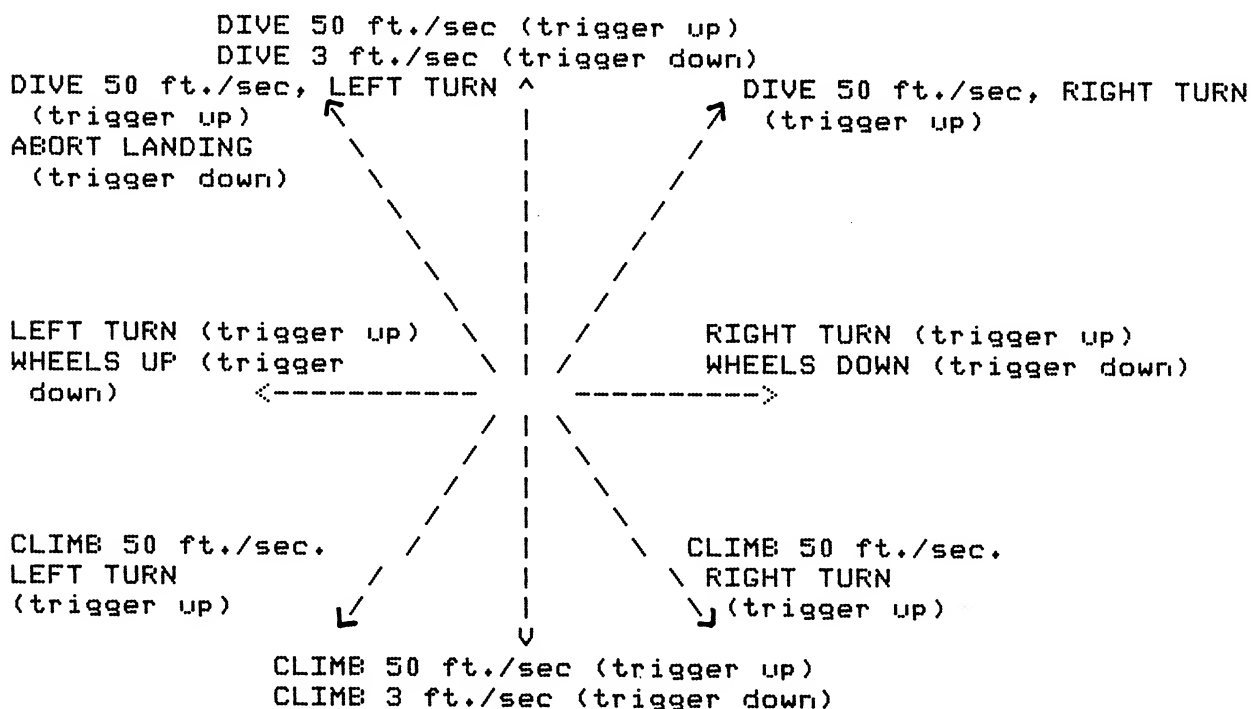 DIVE 50 ft./sec (trigger up)
DIVE 3 ft./sec (trigger down)
DIVE 50 ft./sec, LEFT TURN
(trigger up)
ABORT LANDING
(trigger down)
DIVE 50 ft./sec, RIGHT TURN
(trigger up)
LEFT TURN (trigger up)
WHEELS UP (trigger
down)
RIGHT TURN (trigger up)
WHEELS DOWN (trigger down)
CLIMB 50 ft./sec.
LEFT TURN
(trigger up)
CLIMB 50 ft./sec.
RIGHT TURN
(trigger up)
CLIMB 50 ft./sec (trigger up)
CLIMB 3 ft./sec (trigger down)